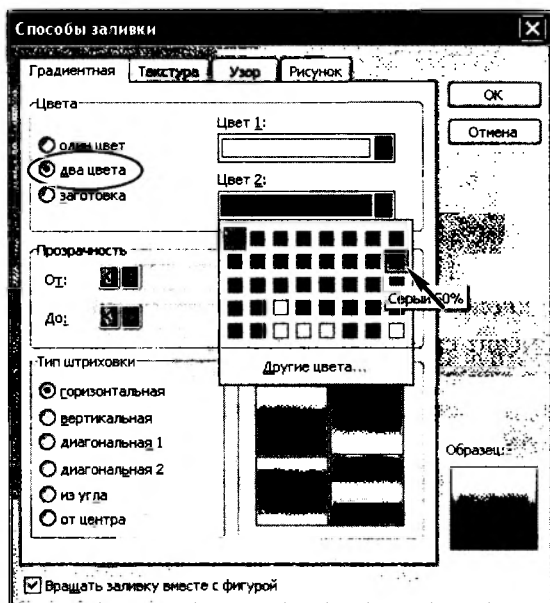 Способы заливки
Градиентная Текстура Узор Рисунок
ОК
Отмена
Цвета
один цвет
два цвета
заготовка
Цвет 1:
Цвет 2:
Прозрачность
От:
До:
Серый
Другие цвета...
Тип штриховки
горизонтальная
вертикальная
диагональная 1
диагональная 2
из угла
от центра
Образец:
Вращать заливку вместе с фигурой